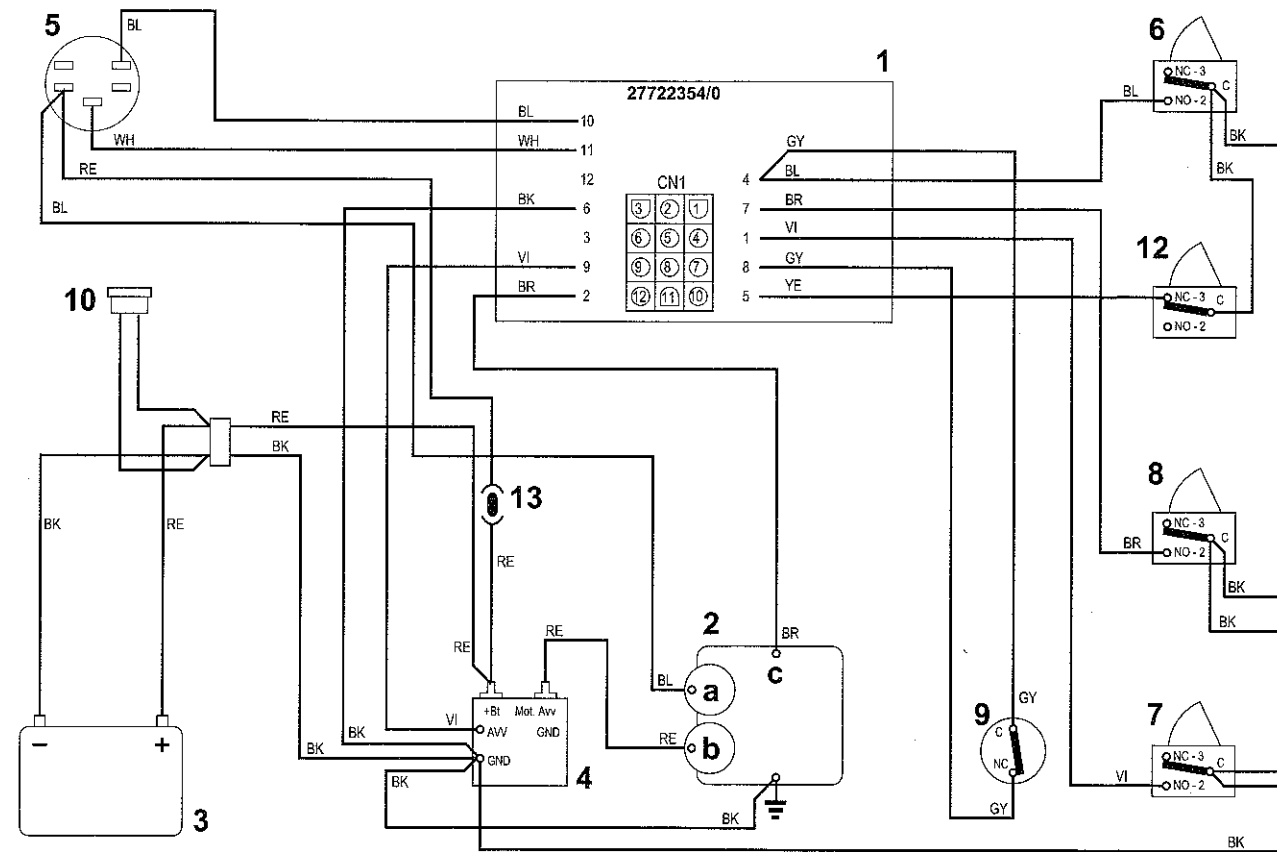 5
BL
6
1
NC - 3
C
27722354/0
BL
NO - 2
BL
10
BK
WH
WH
11
GY
RE
12
CN1
4
BL
BK
BL
BK
6
3
2
1
7
BR
3
6
5
4
1
VI
12
VI
9
9
8
7
8
GY
BR
2
12
11
10
5
YE
NC - 3
C
NO - 2
10
RE
BK
8
13
NC - 3
C
BK
RE
BR
NO - 2
RE
BK
BK
2
RE
RE
BR
a
c
BL
GY
+Bt
Mot. Avv
9
7
VI
AVV
GND
C
BK
RE
b
NC
NC - 3
C
-
+
BK
GND
VI
NO - 2
4
BK
GY
3
BK
BK